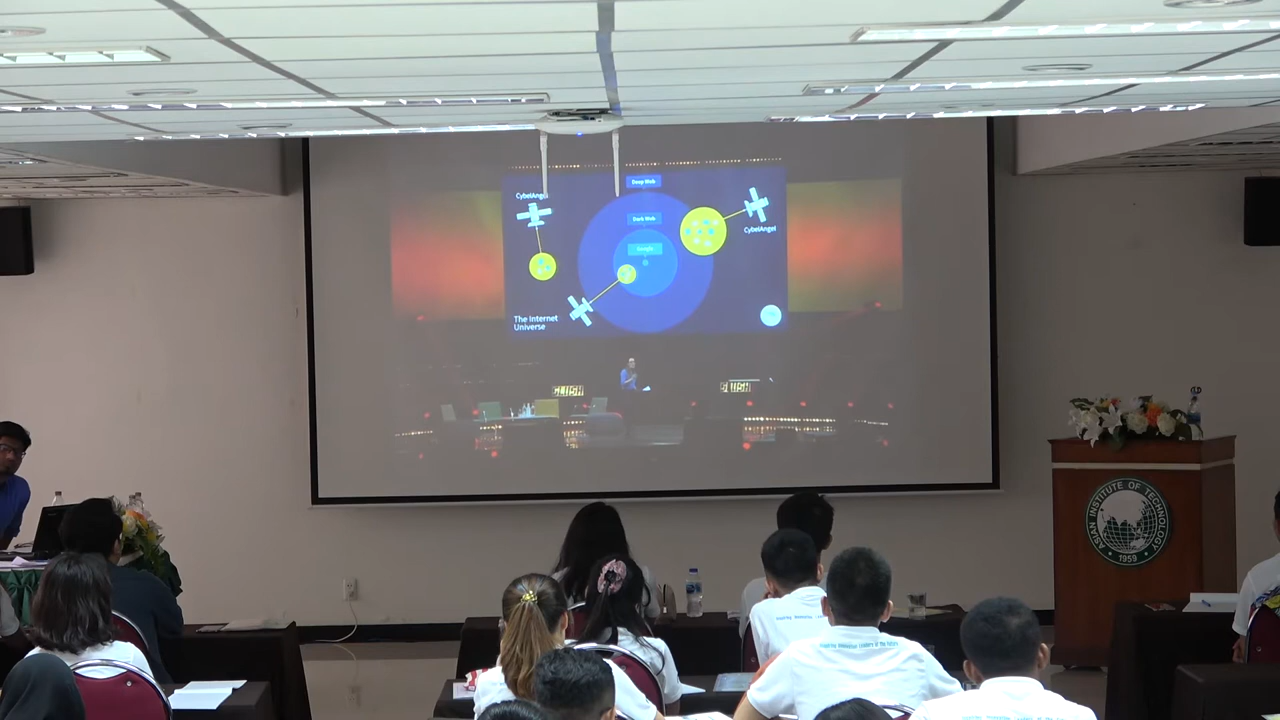 Deep Web
CybelAngel
Dark Web
CybelAngel
Google
The Internet
Universe
ASIAN INSTITUTE OF TECHNOLOGY
1959